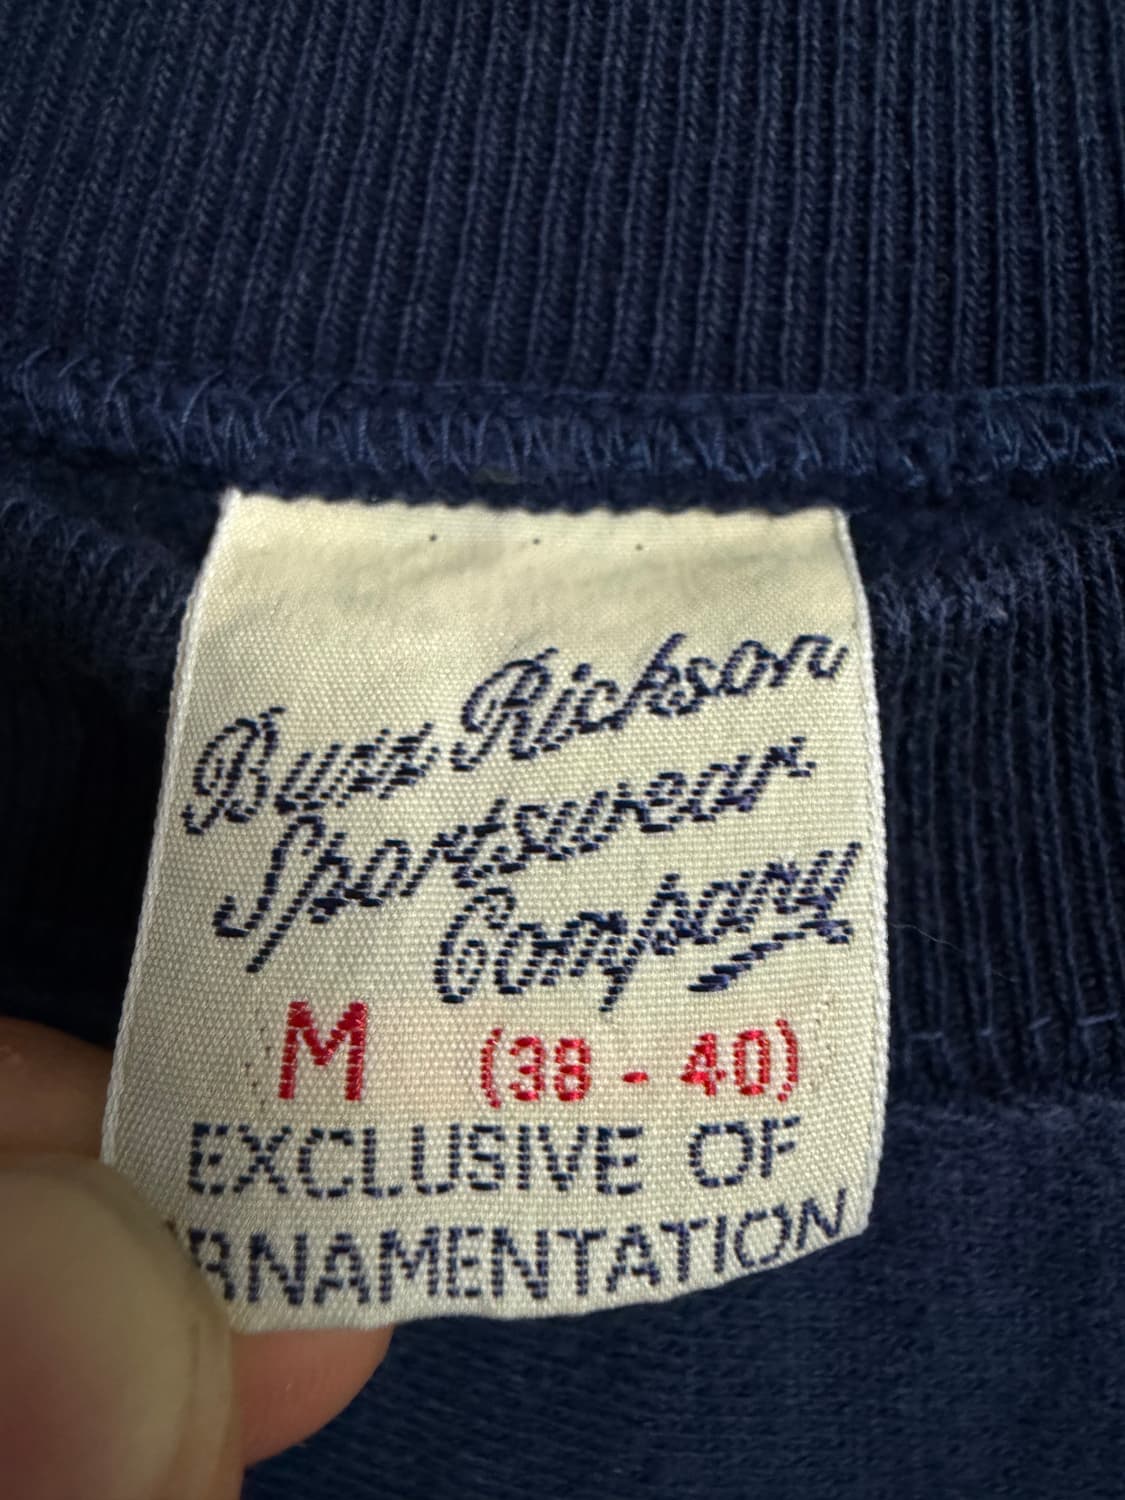 Buzz Rickson
Sportswear
Company
M (38 - 40)
EXCLUSIVE OF
RNAMENTATION